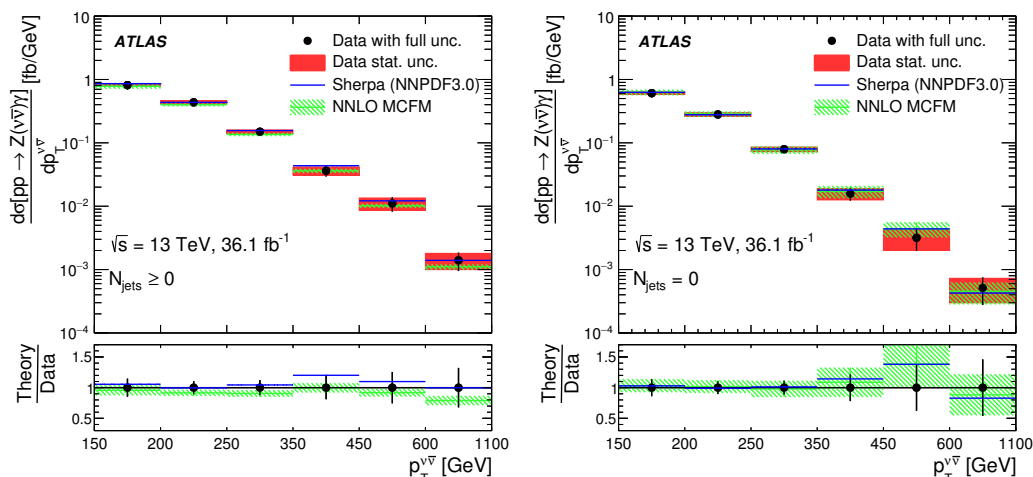 ATLAS
Data with full unc.
Data stat. unc.
Sherpa (NNPDF3.0)
NNLO MCFM
dσ[pp → Z(νν̄)γ] [fb/GeV]
dp_T^{νν̄}
10
1
10⁻¹
10⁻²
10⁻³
10⁻⁴
√s = 13 TeV, 36.1 fb⁻¹
N_jets ≥ 0
Theory
Data
1.5
1
0.5
150 200 250 350 450 600 1100
p_T^{νν̄} [GeV]
ATLAS
Data with full unc.
Data stat. unc.
Sherpa (NNPDF3.0)
NNLO MCFM
dσ[pp → Z(νν̄)γ] [fb/GeV]
dp_T^{νν̄}
10
1
10⁻¹
10⁻²
10⁻³
10⁻⁴
√s = 13 TeV, 36.1 fb⁻¹
N_jets = 0
Theory
Data
1.5
1
0.5
150 200 250 350 450 600 1100
p_T^{νν̄} [GeV]